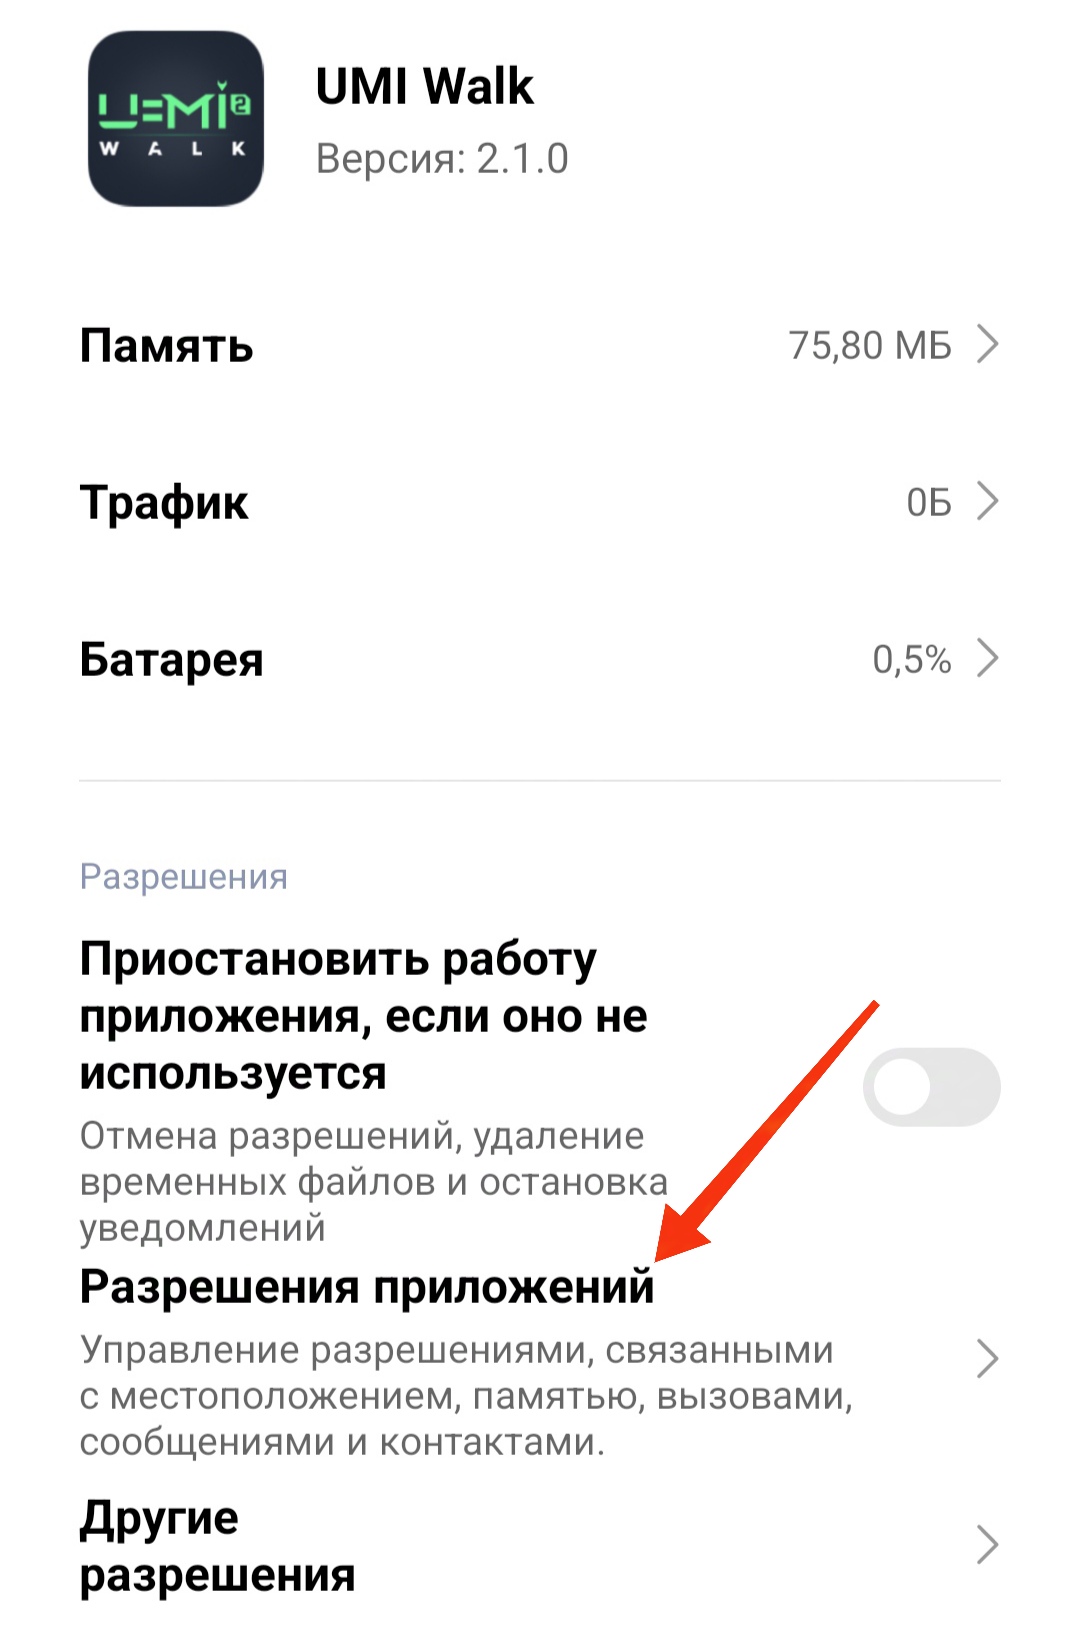 UMI 2
WALK
UMI Walk
Версия: 2.1.0
Память
75,80 МБ
Трафик
0Б
Батарея
0,5%
Разрешения
Приостановить работу
приложения, если оно не
используется
Отмена разрешений, удаление
временных файлов и остановка
уведомлений
Разрешения приложений
Управление разрешениями, связанными
с местоположением, памятью, вызовами,
сообщениями и контактами.
Другие
разрешения